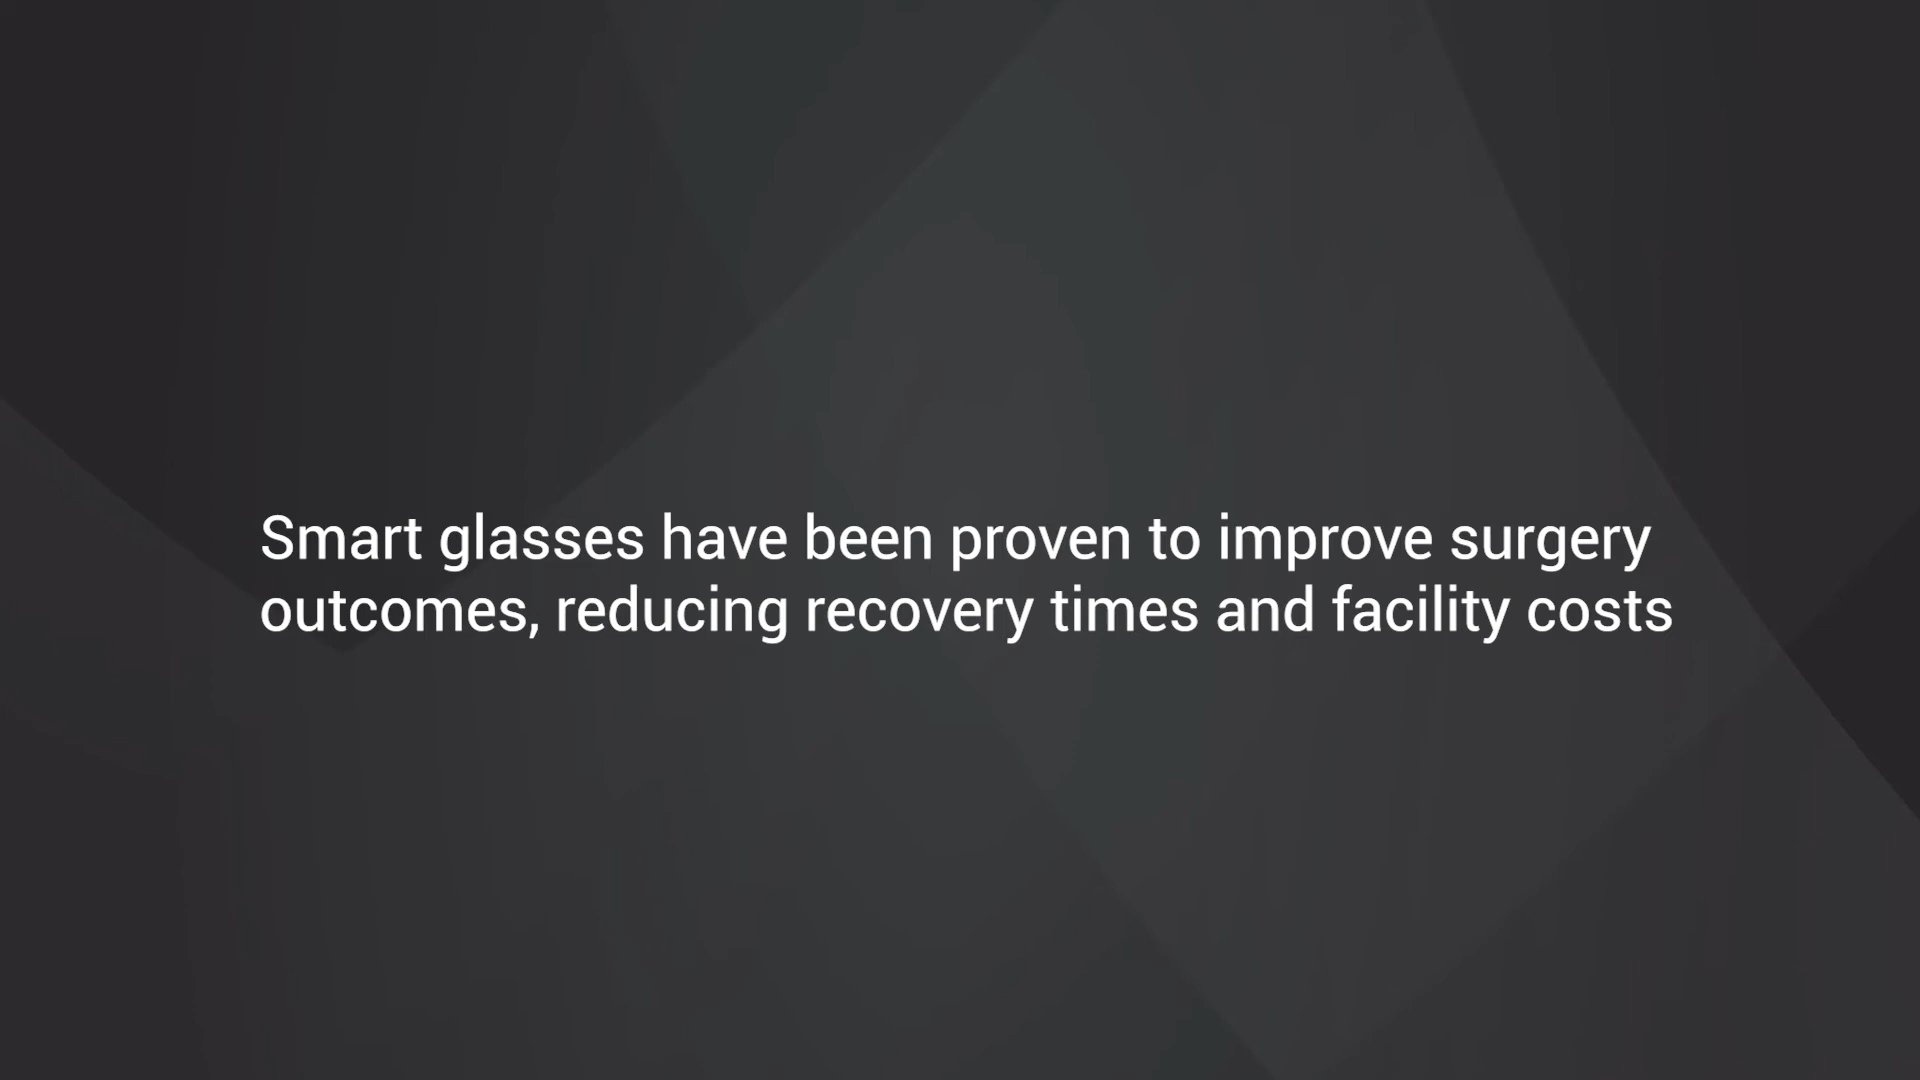 Smart glasses have been proven to improve surgery
outcomes, reducing recovery times and facility costs